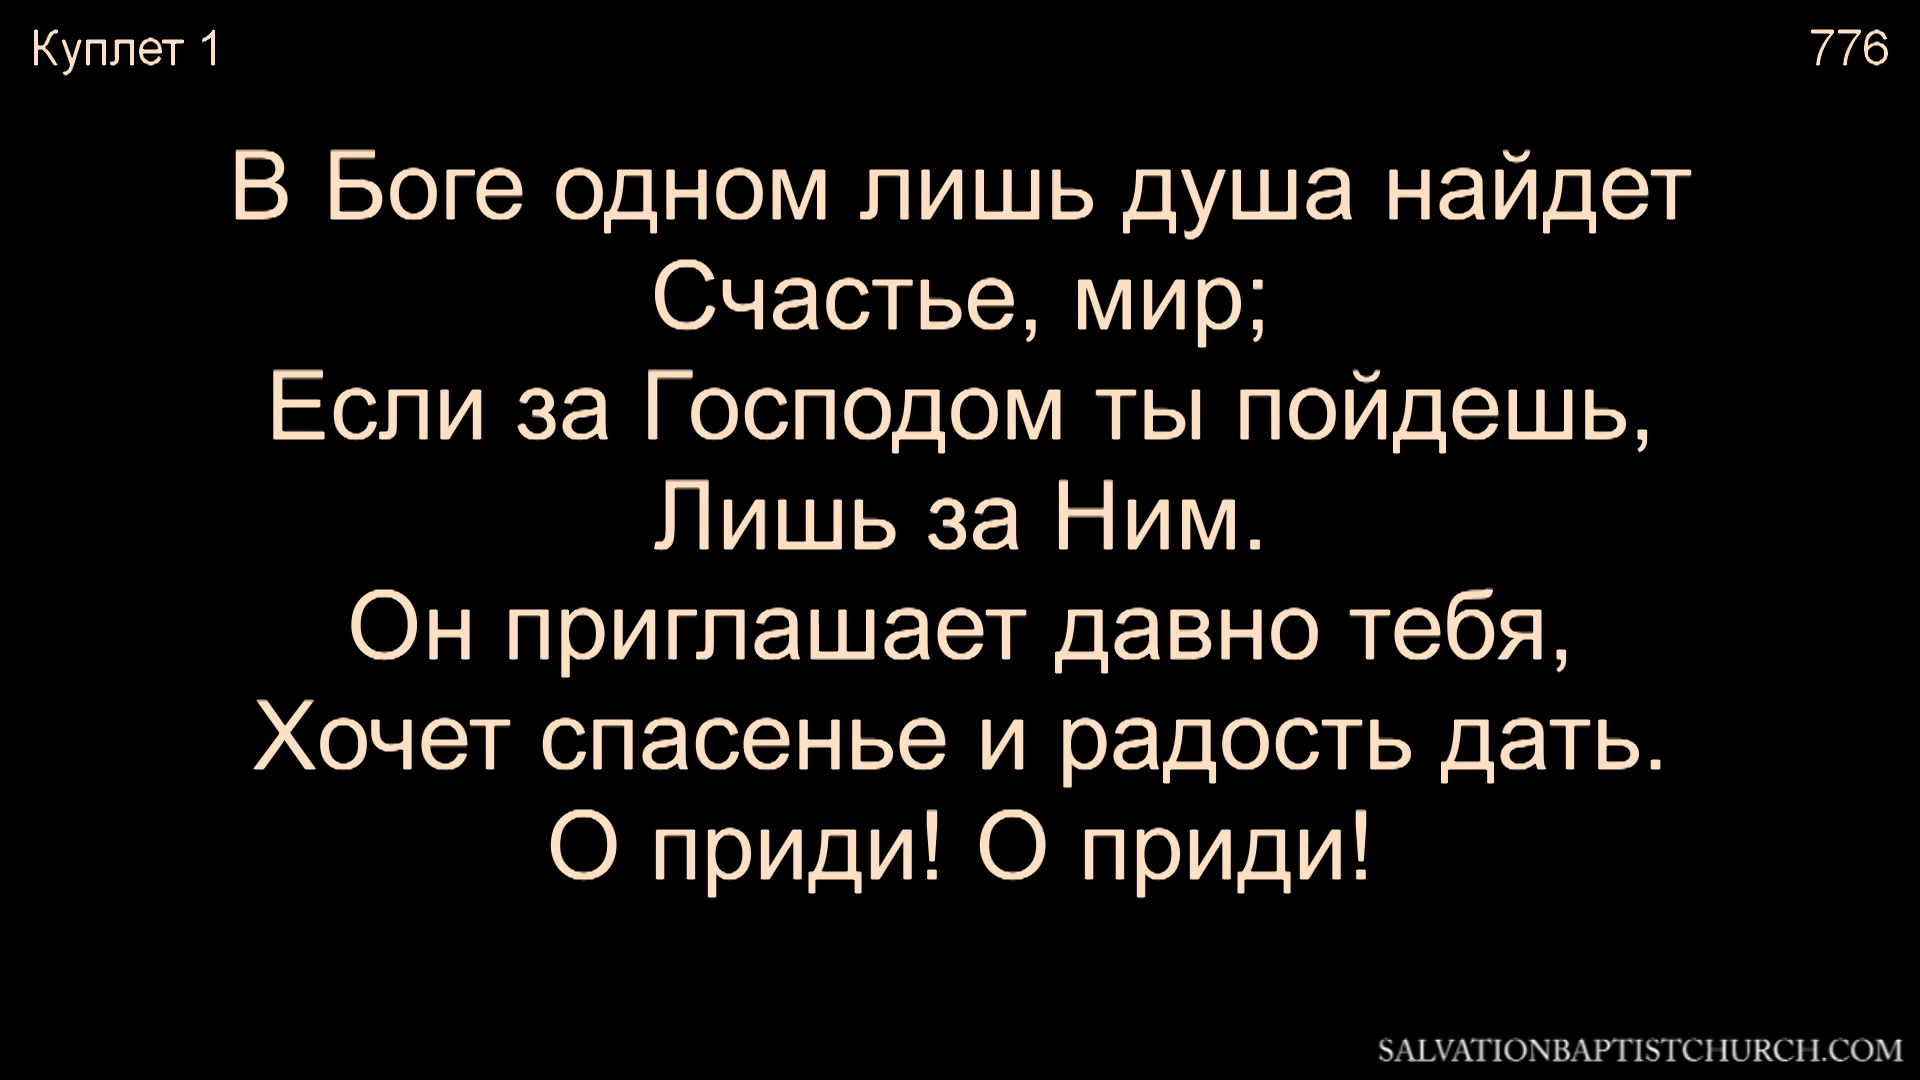 Куплет 1
776
В Боге одном лишь душа найдет
Счастье, мир;
Если за Господом ты пойдешь,
Лишь за Ним.
Он приглашает давно тебя,
Хочет спасенье и радость дать.
О приди! О приди!
SALVATIONBAPTISTCHURCH.COM